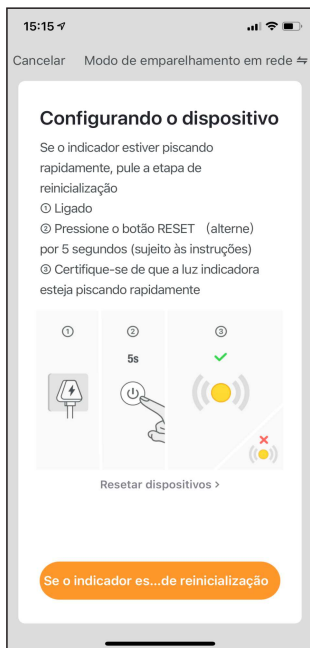 15:15
Cancelar Modo de emparelhamento em rede ⇋
Configurando o dispositivo
Se o indicador estiver piscando
rapidamente, pule a etapa de
reinicialização
① Ligado
② Pressione o botão RESET （alterne）
por 5 segundos (sujeito às instruções)
③ Certifique-se de que a luz indicadora
esteja piscando rapidamente
① ② ③
5s
Resetar dispositivos >
Se o indicador es...de reinicialização